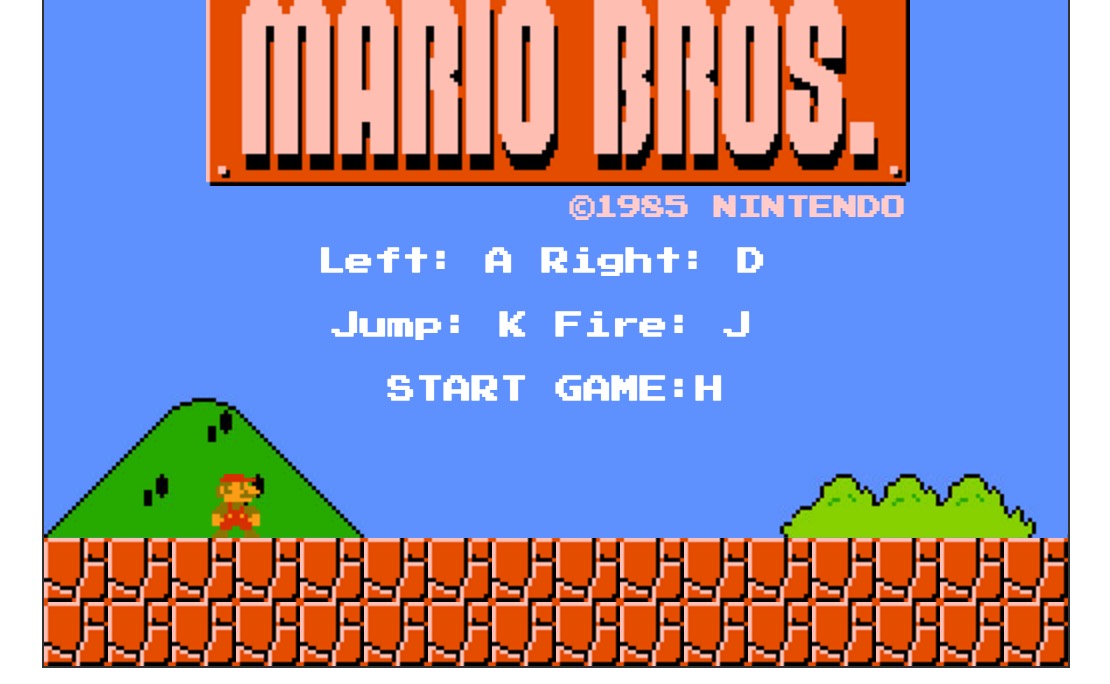 MARIO BROS.
©1985 NINTENDO
Left: A Right: D
Jump: K Fire: J
START GAME:H